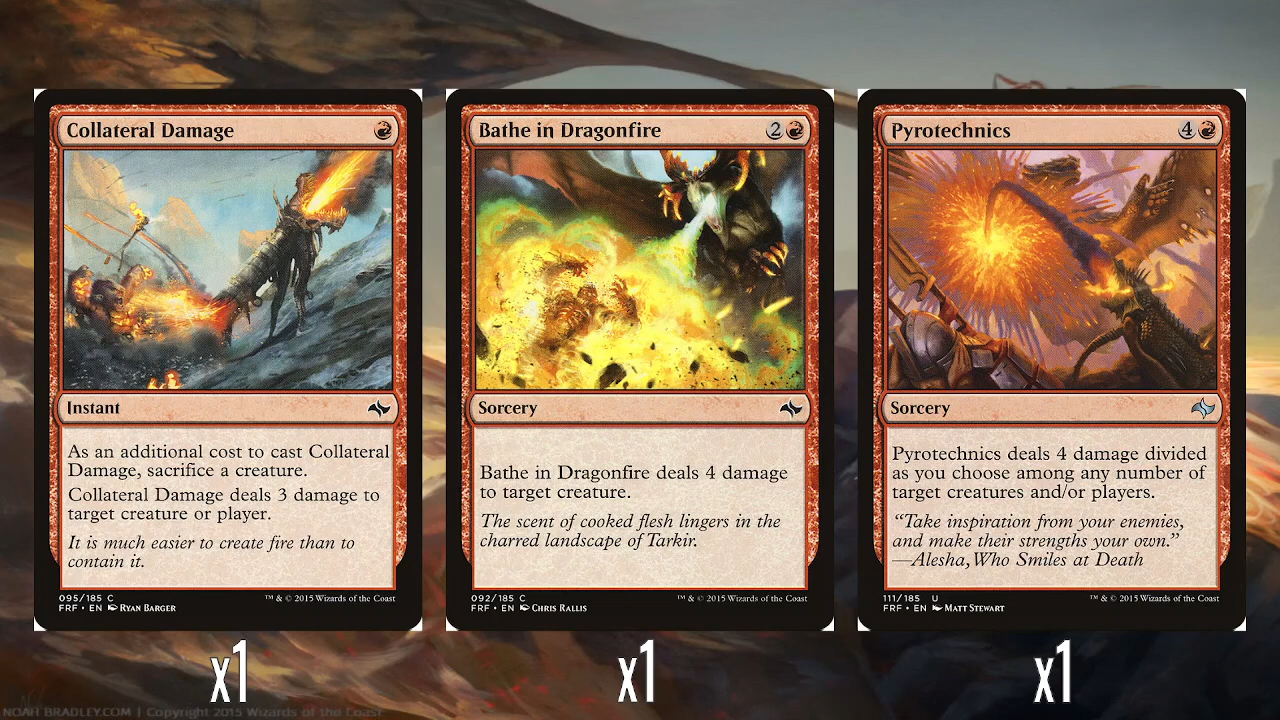 Collateral Damage
Instant
As an additional cost to cast Collateral
Damage, sacrifice a creature.
Collateral Damage deals 3 damage to
target creature or player.
It is much easier to create fire than to
contain it.
095/185 C
FRF • EN RYAN BARGER
™ & © 2015 Wizards of the Coast
x1
Bathe in Dragonfire
2
Sorcery
Bathe in Dragonfire deals 4 damage
to target creature.
The scent of cooked flesh lingers in the
charred landscape of Tarkir.
092/185 C
FRF • EN CHRIS RALLIS
™ & © 2015 Wizards of the Coast
x1
Pyrotechnics
4
Sorcery
Pyrotechnics deals 4 damage divided
as you choose among any number of
target creatures and/or players.
“Take inspiration from your enemies,
and make their strengths your own.”
—Alesha, Who Smiles at Death
111/185 U
FRF • EN MATT STEWART
™ & © 2015 Wizards of the Coast
x1
NOAH BRADLEY.COM | Copyright 2015 Wizards of the Coast